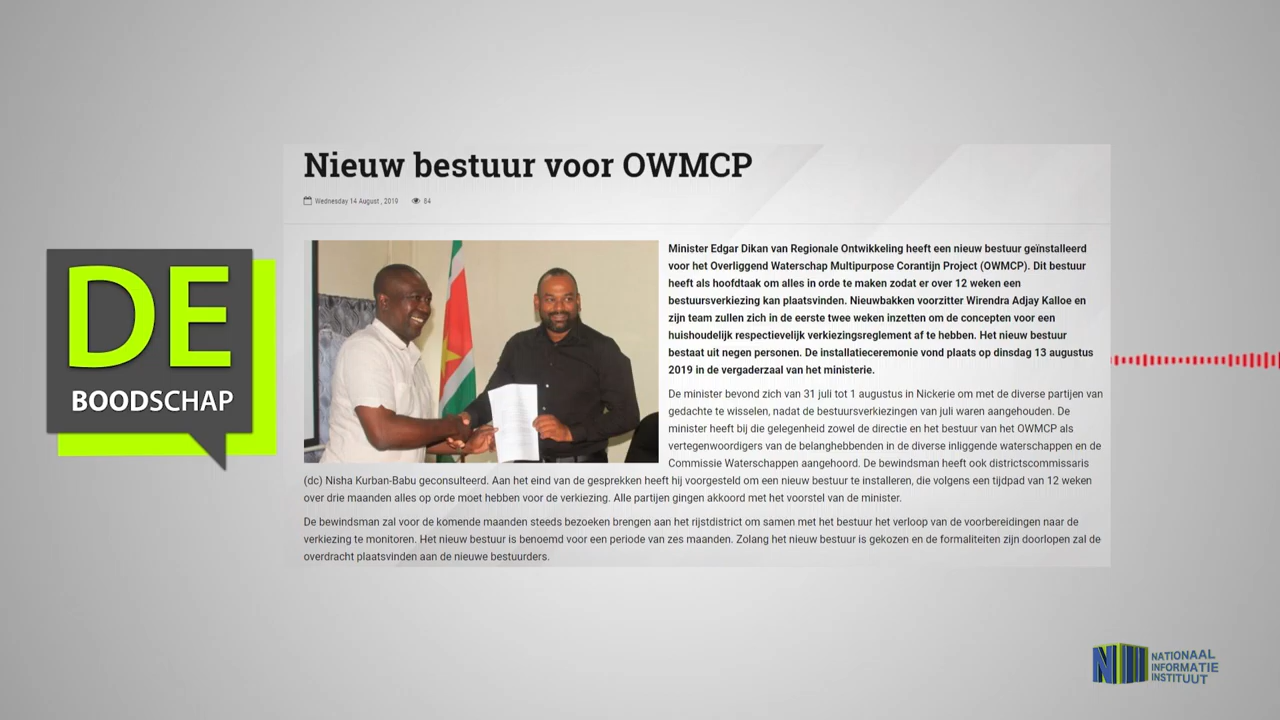 DE
BOODSCHAP
Nieuw bestuur voor OWMCP
Wednesday 14 August , 2019 84
Minister Edgar Dikan van Regionale Ontwikkeling heeft een nieuw bestuur geïnstalleerd
voor het Overliggend Waterschap Multipurpose Corantijn Project (OWMCP). Dit bestuur
heeft als hoofdtaak om alles in orde te maken zodat er over 12 weken een
bestuursverkiezing kan plaatsvinden. Nieuwbakken voorzitter Wirendra Adjay Kalloe en
zijn team zullen zich in de eerste twee weken inzetten om de concepten voor een
huishoudelijk respectievelijk verkiezingsreglement af te hebben. Het nieuw bestuur
bestaat uit negen personen. De installatieceremonie vond plaats op dinsdag 13 augustus
2019 in de vergaderzaal van het ministerie.
De minister bevond zich van 31 juli tot 1 augustus in Nickerie om met de diverse partijen van
gedachte te wisselen, nadat de bestuursverkiezingen van juli waren aangehouden. De
minister heeft bij die gelegenheid zowel de directie en het bestuur van het OWMCP als
vertegenwoordigers van de belanghebbenden in de diverse inliggende waterschappen en de
Commissie Waterschappen aangehoord. De bewindsman heeft ook districtscommissaris
(dc) Nisha Kurban-Babu geconsulteerd. Aan het eind van de gesprekken heeft hij voorgesteld om een nieuw bestuur te installeren, die volgens een tijdpad van 12 weken
over drie maanden alles op orde moet hebben voor de verkiezing. Alle partijen gingen akkoord met het voorstel van de minister.
De bewindsman zal voor de komende maanden steeds bezoeken brengen aan het rijstdistrict om samen met het bestuur het verloop van de voorbereidingen naar de
verkiezing te monitoren. Het nieuw bestuur is benoemd voor een periode van zes maanden. Zolang het nieuw bestuur is gekozen en de formaliteiten zijn doorlopen zal de
overdracht plaatsvinden aan de nieuwe bestuurders.
NII NATIONAAL
INFORMATIE
INSTITUUT